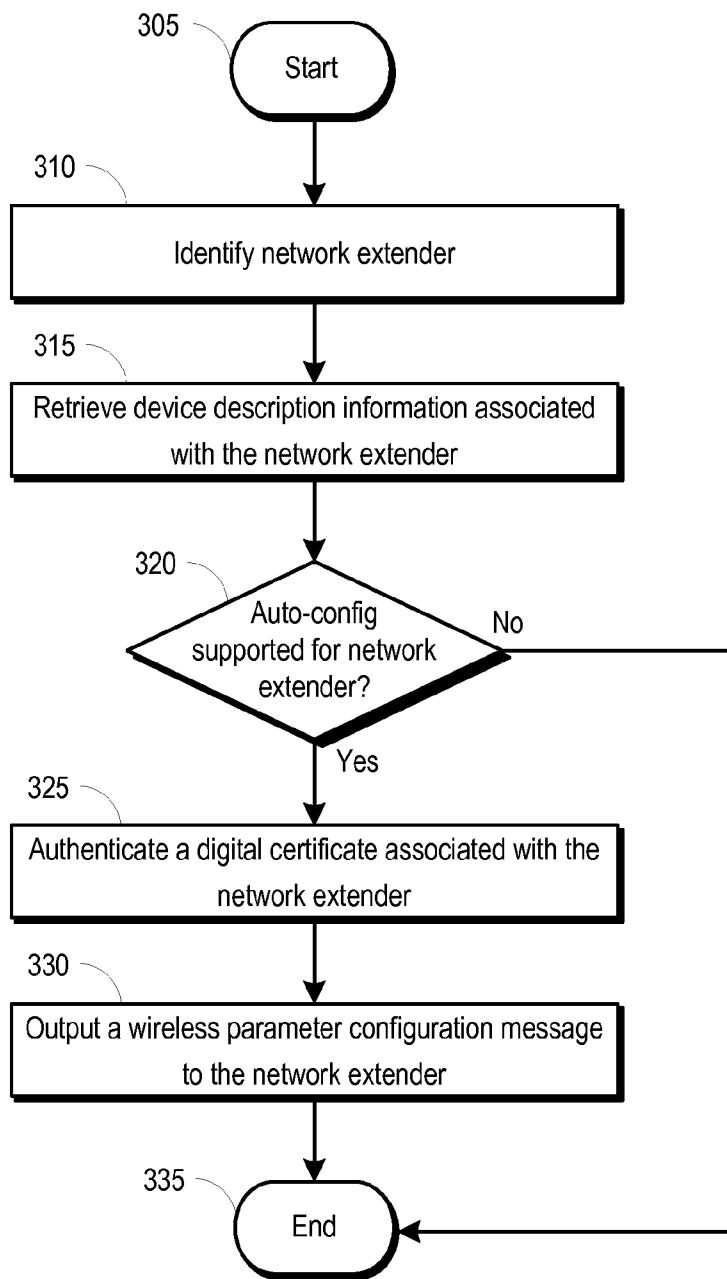 305
Start
310
Identify network extender
315
Retrieve device description information associated
with the network extender
320
Auto-config
supported for network
extender?
No
Yes
325
Authenticate a digital certificate associated with the
network extender
330
Output a wireless parameter configuration message
to the network extender
335
End